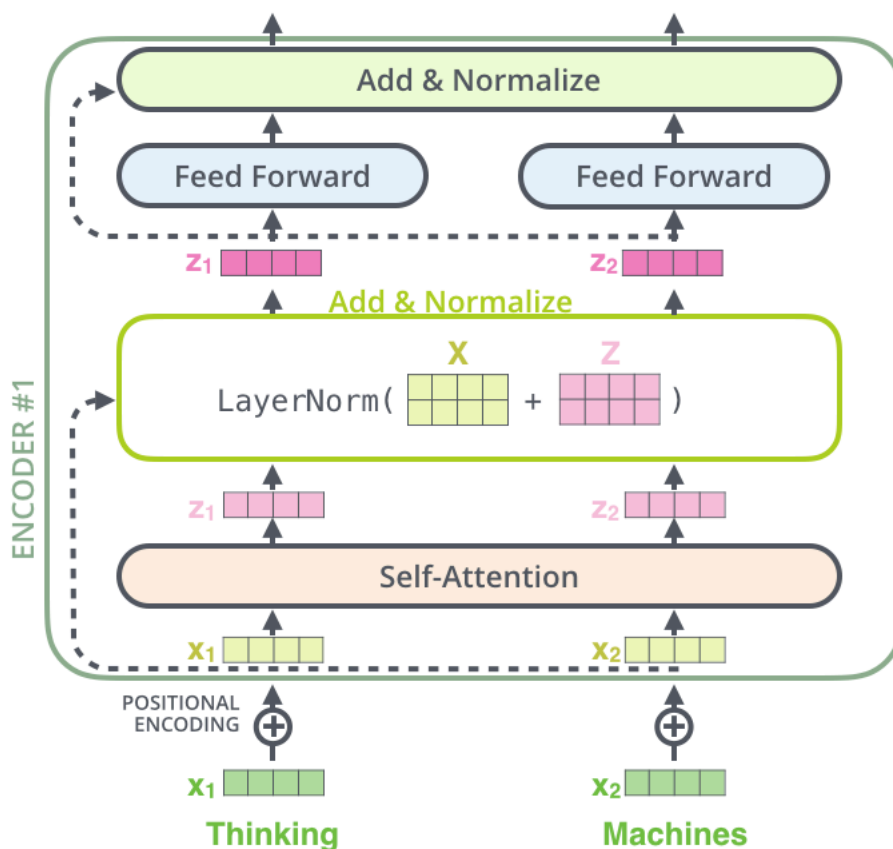 Add & Normalize
Feed Forward
Feed Forward
z1
z2
Add & Normalize
X
Z
LayerNorm( + )
z1
z2
Self-Attention
x1
x2
ENCODER #1
POSITIONAL
ENCODING
x1
x2
Thinking
Machines